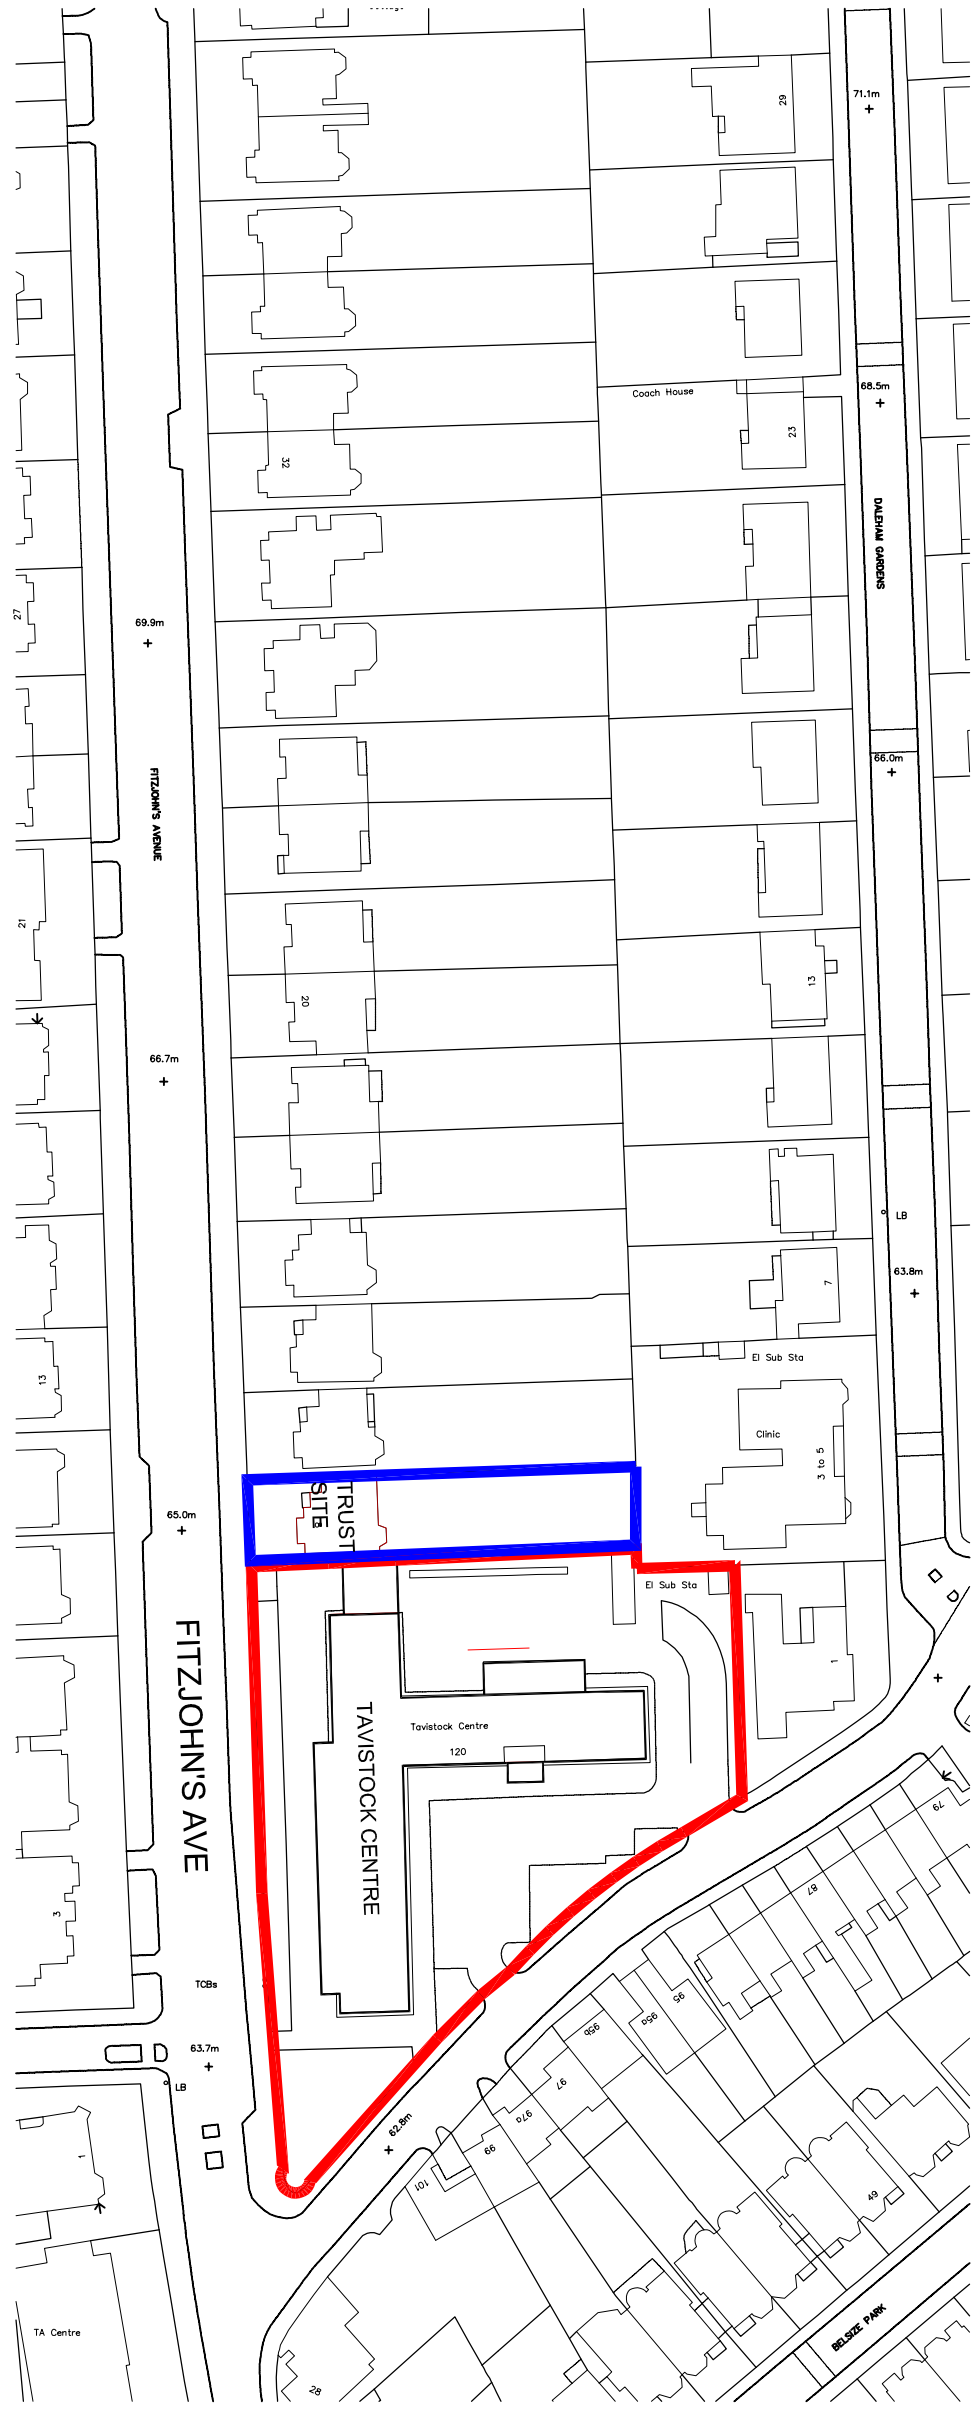 29
71.1m
Coach House
68.5m
23
32
DALEHAM GARDENS
27
69.9m
66.0m
FITZJOHN'S AVENUE
21
13
20
66.7m
LB
63.8m
7
El Sub Sta
13
Clinic
3 to 5
TRUST
SITE
65.0m
El Sub Sta
1
FITZJOHN'S AVE
TAVISTOCK CENTRE
Tavistock Centre
120
79
87
3
TCBs
95
95a
95b
63.7m
LB
97
97a
62.8m
99
101
1
49
TA Centre
BELSIZE PARK
28